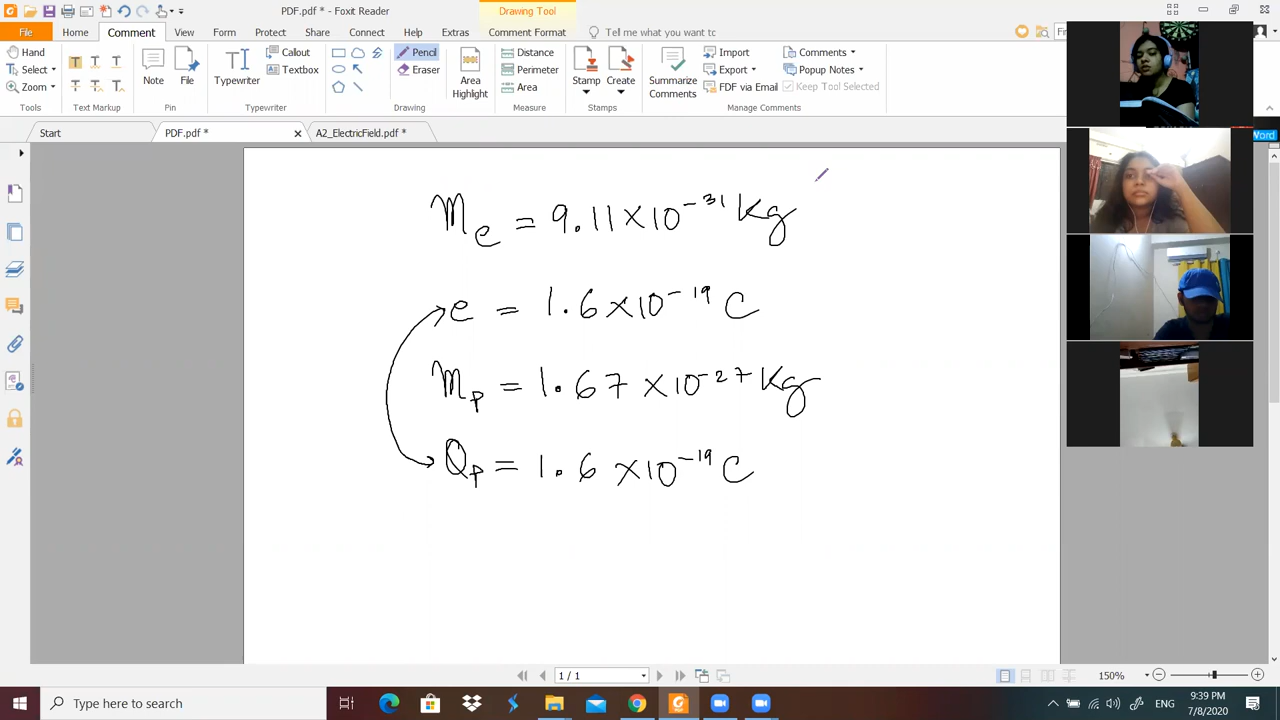 PDF.pdf * - Foxit Reader
Drawing Tool
File Home Comment View Form Protect Share Connect Help Extras Comment Format Tell me what you want to
Hand
Select
Zoom
Tools
Text Markup
Note
File
Pin
Typewriter
Callout
Textbox
Typewriter
Pencil
Eraser
Drawing
Area Highlight
Distance
Perimeter
Area
Measure
Stamp
Create
Stamps
Summarize Comments
Import
Export
FDF via Email
Comments
Popup Notes
Keep Tool Selected
Manage Comments
Start
PDF.pdf *
A2_ElectricField.pdf *
Word
Me = 9.11×10⁻³¹ Kg
e = 1.6×10⁻¹⁹ C
Mp = 1.67 ×10⁻²⁷ Kg
Qp = 1.6 ×10⁻¹⁹ C
1 / 1
150%
Type here to search
ENG
9:39 PM
7/8/2020